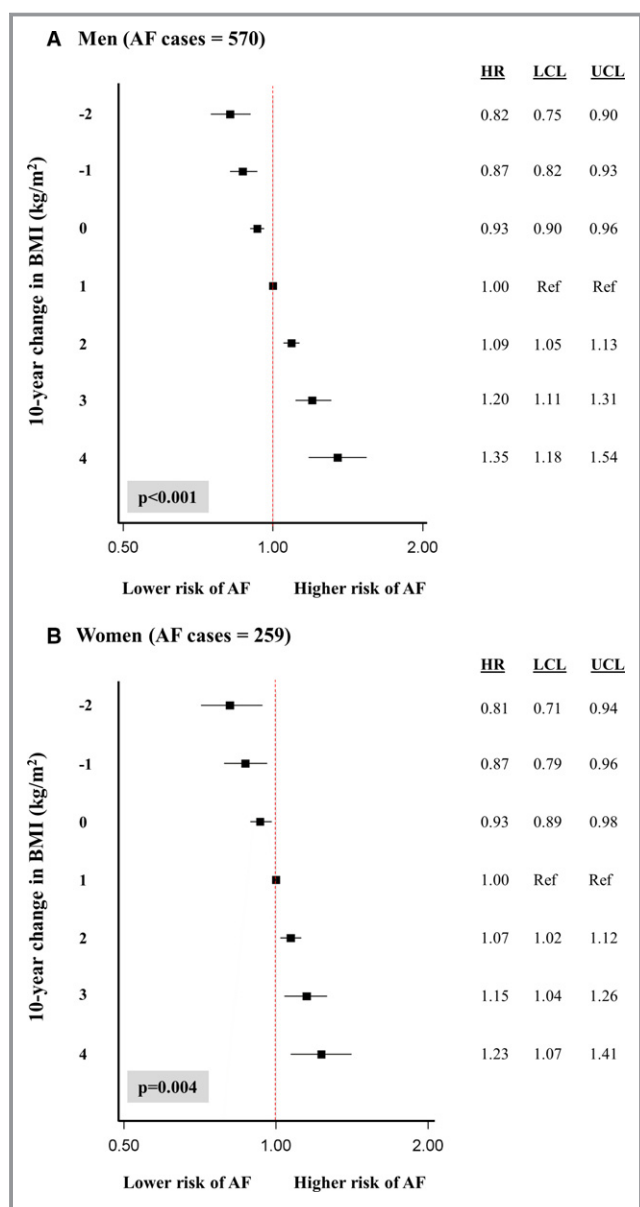 A Men (AF cases = 570)
HR LCL UCL
10-year change in BMI (kg/m²)
-2 0.82 0.75 0.90
-1 0.87 0.82 0.93
0 0.93 0.90 0.96
1 1.00 Ref Ref
2 1.09 1.05 1.13
3 1.20 1.11 1.31
4 1.35 1.18 1.54
p<0.001
0.50 1.00 2.00
Lower risk of AF Higher risk of AF
B Women (AF cases = 259)
HR LCL UCL
10-year change in BMI (kg/m²)
-2 0.81 0.71 0.94
-1 0.87 0.79 0.96
0 0.93 0.89 0.98
1 1.00 Ref Ref
2 1.07 1.02 1.12
3 1.15 1.04 1.26
4 1.23 1.07 1.41
p=0.004
0.50 1.00 2.00
Lower risk of AF Higher risk of AF